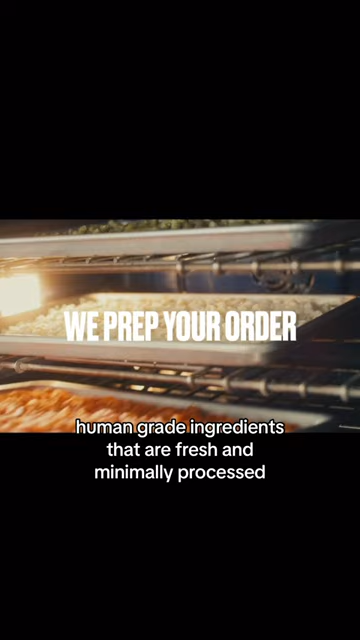 WE PREP YOUR ORDER
human grade ingredients
that are fresh and
minimally processed